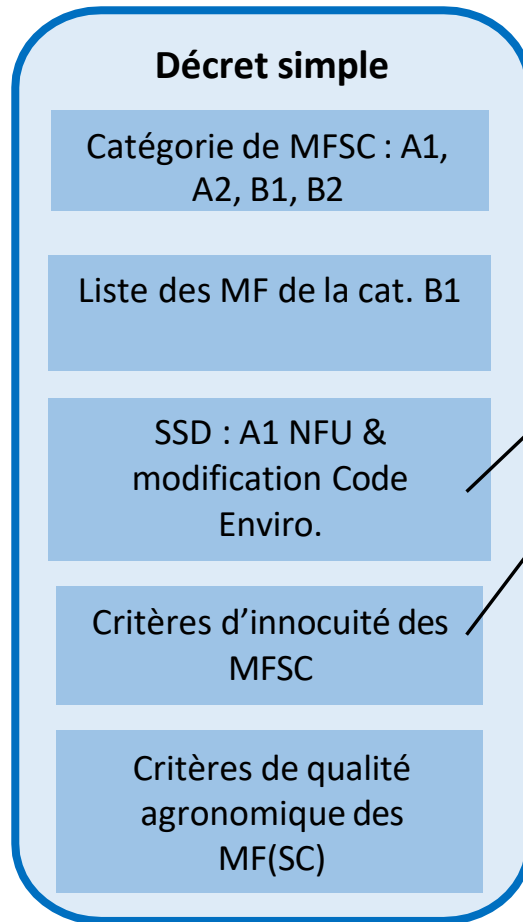 Décret simple
Catégorie de MFSC : A1,
A2, B1, B2
Liste des MF de la cat. B1
SSD : A1 NFU &
modification Code
Enviro.
Critères d’innocuité des
MFSC
Critères de qualité
agronomique des
MF(SC)